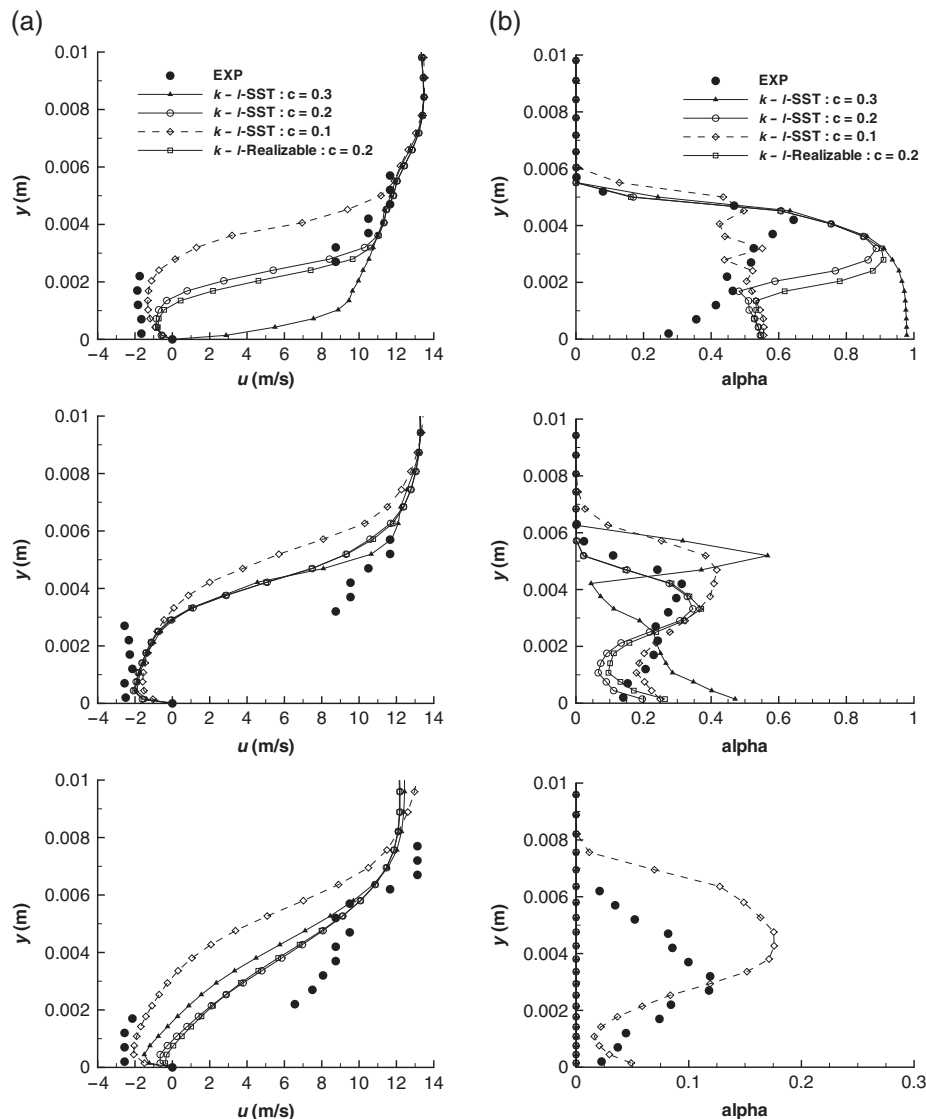 (a)
0.01
0.008
0.006
0.004
0.002
0
y (m)
EXP
k – l-SST : c = 0.3
k – l-SST : c = 0.2
k – l-SST : c = 0.1
k – l-Realizable : c = 0.2
−4 −2 0 2 4 6 8 10 12 14
u (m/s)
(b)
0.01
0.008
0.006
0.004
0.002
0
y (m)
EXP
k – l-SST : c = 0.3
k – l-SST : c = 0.2
k – l-SST : c = 0.1
k – l-Realizable : c = 0.2
0 0.2 0.4 0.6 0.8 1
alpha
0.01
0.008
0.006
0.004
0.002
0
y (m)
−4 −2 0 2 4 6 8 10 12 14
u (m/s)
0.01
0.008
0.006
0.004
0.002
0
y (m)
0 0.2 0.4 0.6 0.8 1
alpha
0.01
0.008
0.006
0.004
0.002
0
y (m)
−4 −2 0 2 4 6 8 10 12 14
u (m/s)
0.01
0.008
0.006
0.004
0.002
0
y (m)
0 0.1 0.2 0.3
alpha